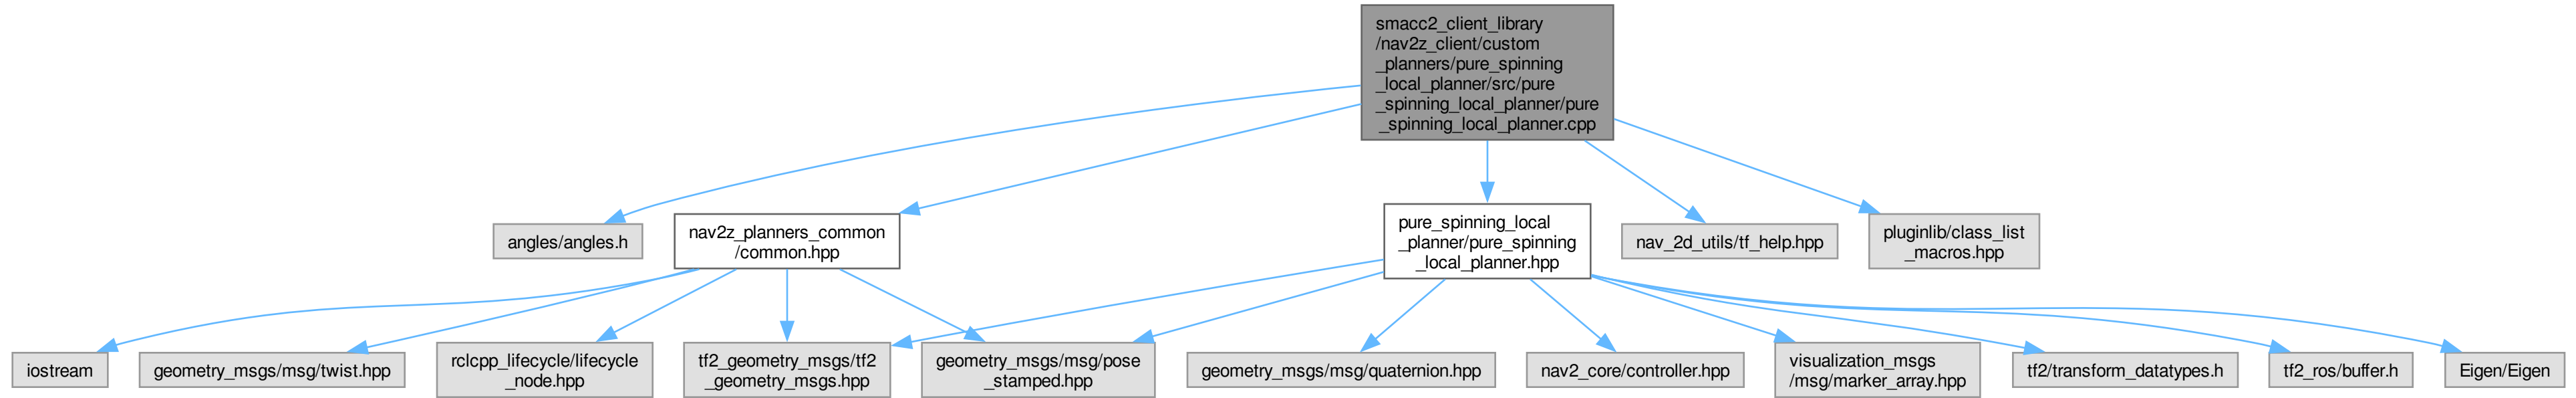 smacc2_client_library
/nav2z_client/custom
_planners/pure_spinning
_local_planner/src/pure
_spinning_local_planner/pure
_spinning_local_planner.cpp
angles/angles.h
nav2z_planners_common
/common.hpp
pure_spinning_local
_planner/pure_spinning
_local_planner.hpp
nav_2d_utils/tf_help.hpp
pluginlib/class_list
_macros.hpp
iostream
geometry_msgs/msg/twist.hpp
rclcpp_lifecycle/lifecycle
_node.hpp
tf2_geometry_msgs/tf2
_geometry_msgs.hpp
geometry_msgs/msg/pose
_stamped.hpp
geometry_msgs/msg/quaternion.hpp
nav2_core/controller.hpp
visualization_msgs
/msg/marker_array.hpp
tf2/transform_datatypes.h
tf2_ros/buffer.h
Eigen/Eigen